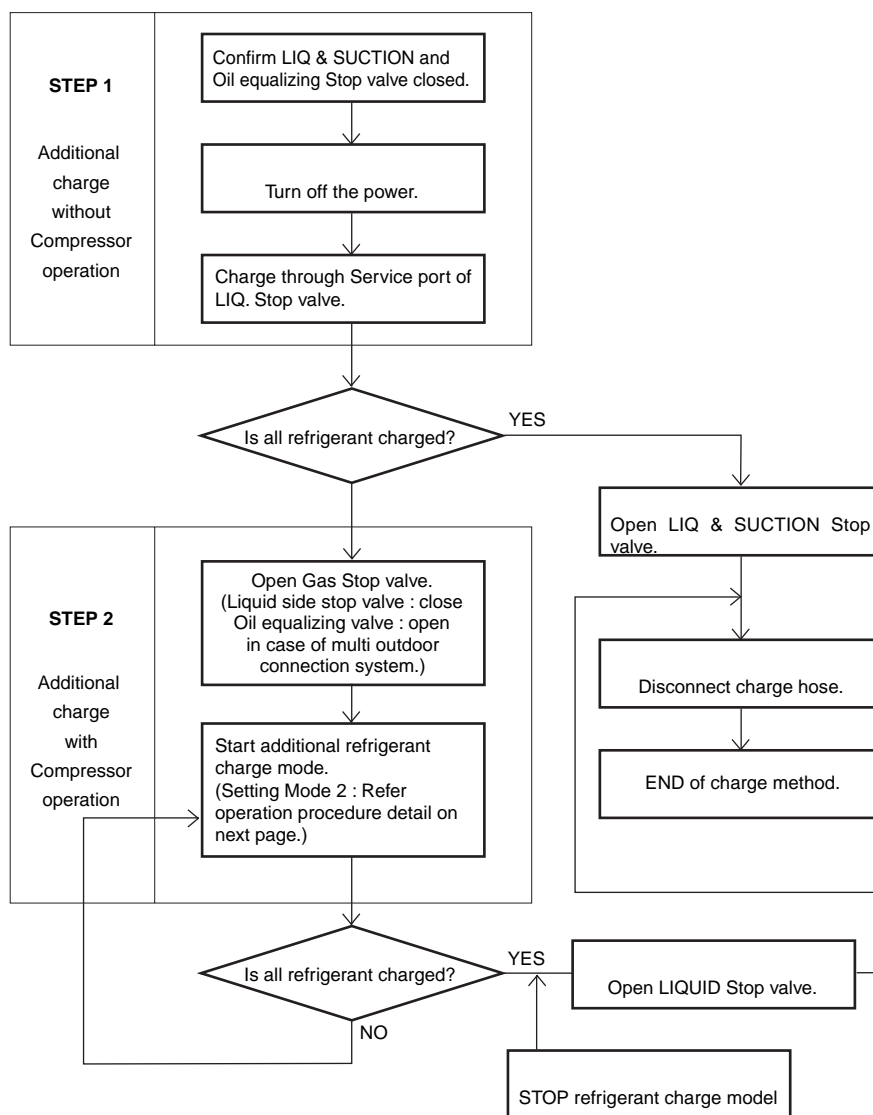 STEP 1
Additional
charge
without
Compressor
operation
Confirm LIQ & SUCTION and
Oil equalizing Stop valve closed.
Turn off the power.
Charge through Service port of
LIQ. Stop valve.
Is all refrigerant charged?
YES
Open LIQ & SUCTION Stop
valve.
Disconnect charge hose.
END of charge method.
STEP 2
Additional
charge
with
Compressor
operation
Open Gas Stop valve.
(Liquid side stop valve : close
Oil equalizing valve : open
in case of multi outdoor
connection system.)
Start additional refrigerant
charge mode.
(Setting Mode 2 : Refer
operation procedure detail on
next page.)
Is all refrigerant charged?
YES
NO
Open LIQUID Stop valve.
STOP refrigerant charge model